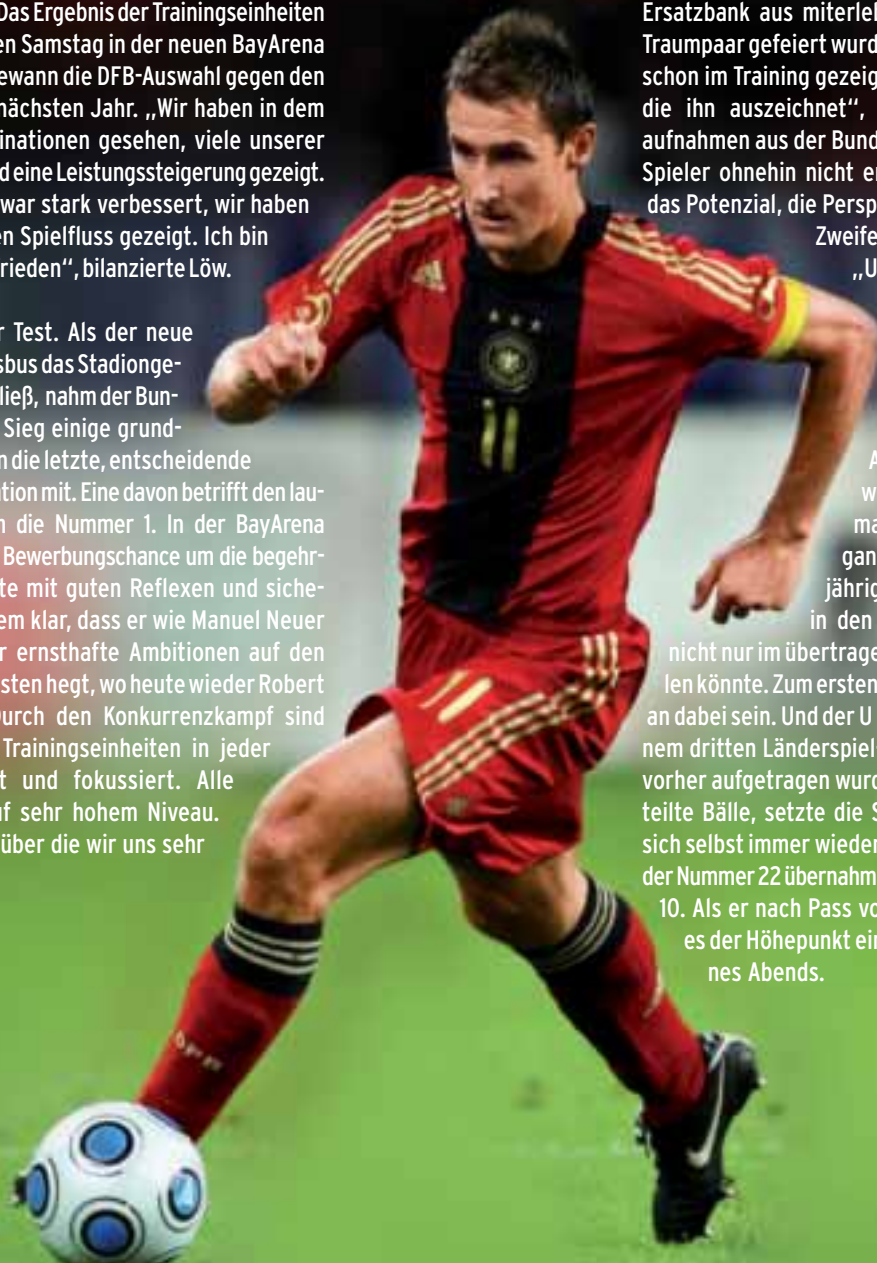 Das Ergebnis der Trainingseinheiten
en Samstag in der neuen BayArena
ewann die DFB-Auswahl gegen den
nächsten Jahr. „Wir haben in dem
inationen gesehen, viele unserer
d eine Leistungssteigerung gezeigt.
war stark verbessert, wir haben
en Spielfluss gezeigt. Ich bin
rieden“, bilanzierte Löw.
r Test. Als der neue
sbus das Stadionge-
ließ, nahm der Bun-
Sieg einige grund-
n die letzte, entscheidende
ation mit. Eine davon betrifft den lau-
n die Nummer 1. In der BayArena
Bewerbungschance um die begehr-
te mit guten Reflexen und siche-
em klar, dass er wie Manuel Neuer
r ernsthafte Ambitionen auf den
sten hegt, wo heute wieder Robert
Durch den Konkurrenzkampf sind
Trainingseinheiten in jeder
t und fokussiert. Alle
uf sehr hohem Niveau.
über die wir uns sehr
Ersatzbank aus miterle
Traumpaar gefeiert wurd
schon im Training gezeig
die ihn auszeichnet“,
aufnahmen aus der Bund
Spieler ohnehin nicht er
das Potenzial, die Persp
Zweife
„U
A
w
ma
gan
jährig
in den
nicht nur im übertrage
len könnte. Zum ersten
an dabei sein. Und der U
nem dritten Länderspiel
vorher aufgetragen wurd
teilte Bälle, setzte die S
sich selbst immer wieder
der Nummer 22 übernahm
10. Als er nach Pass vo
es der Höhepunkt ein
nes Abends.
adidas
11
11